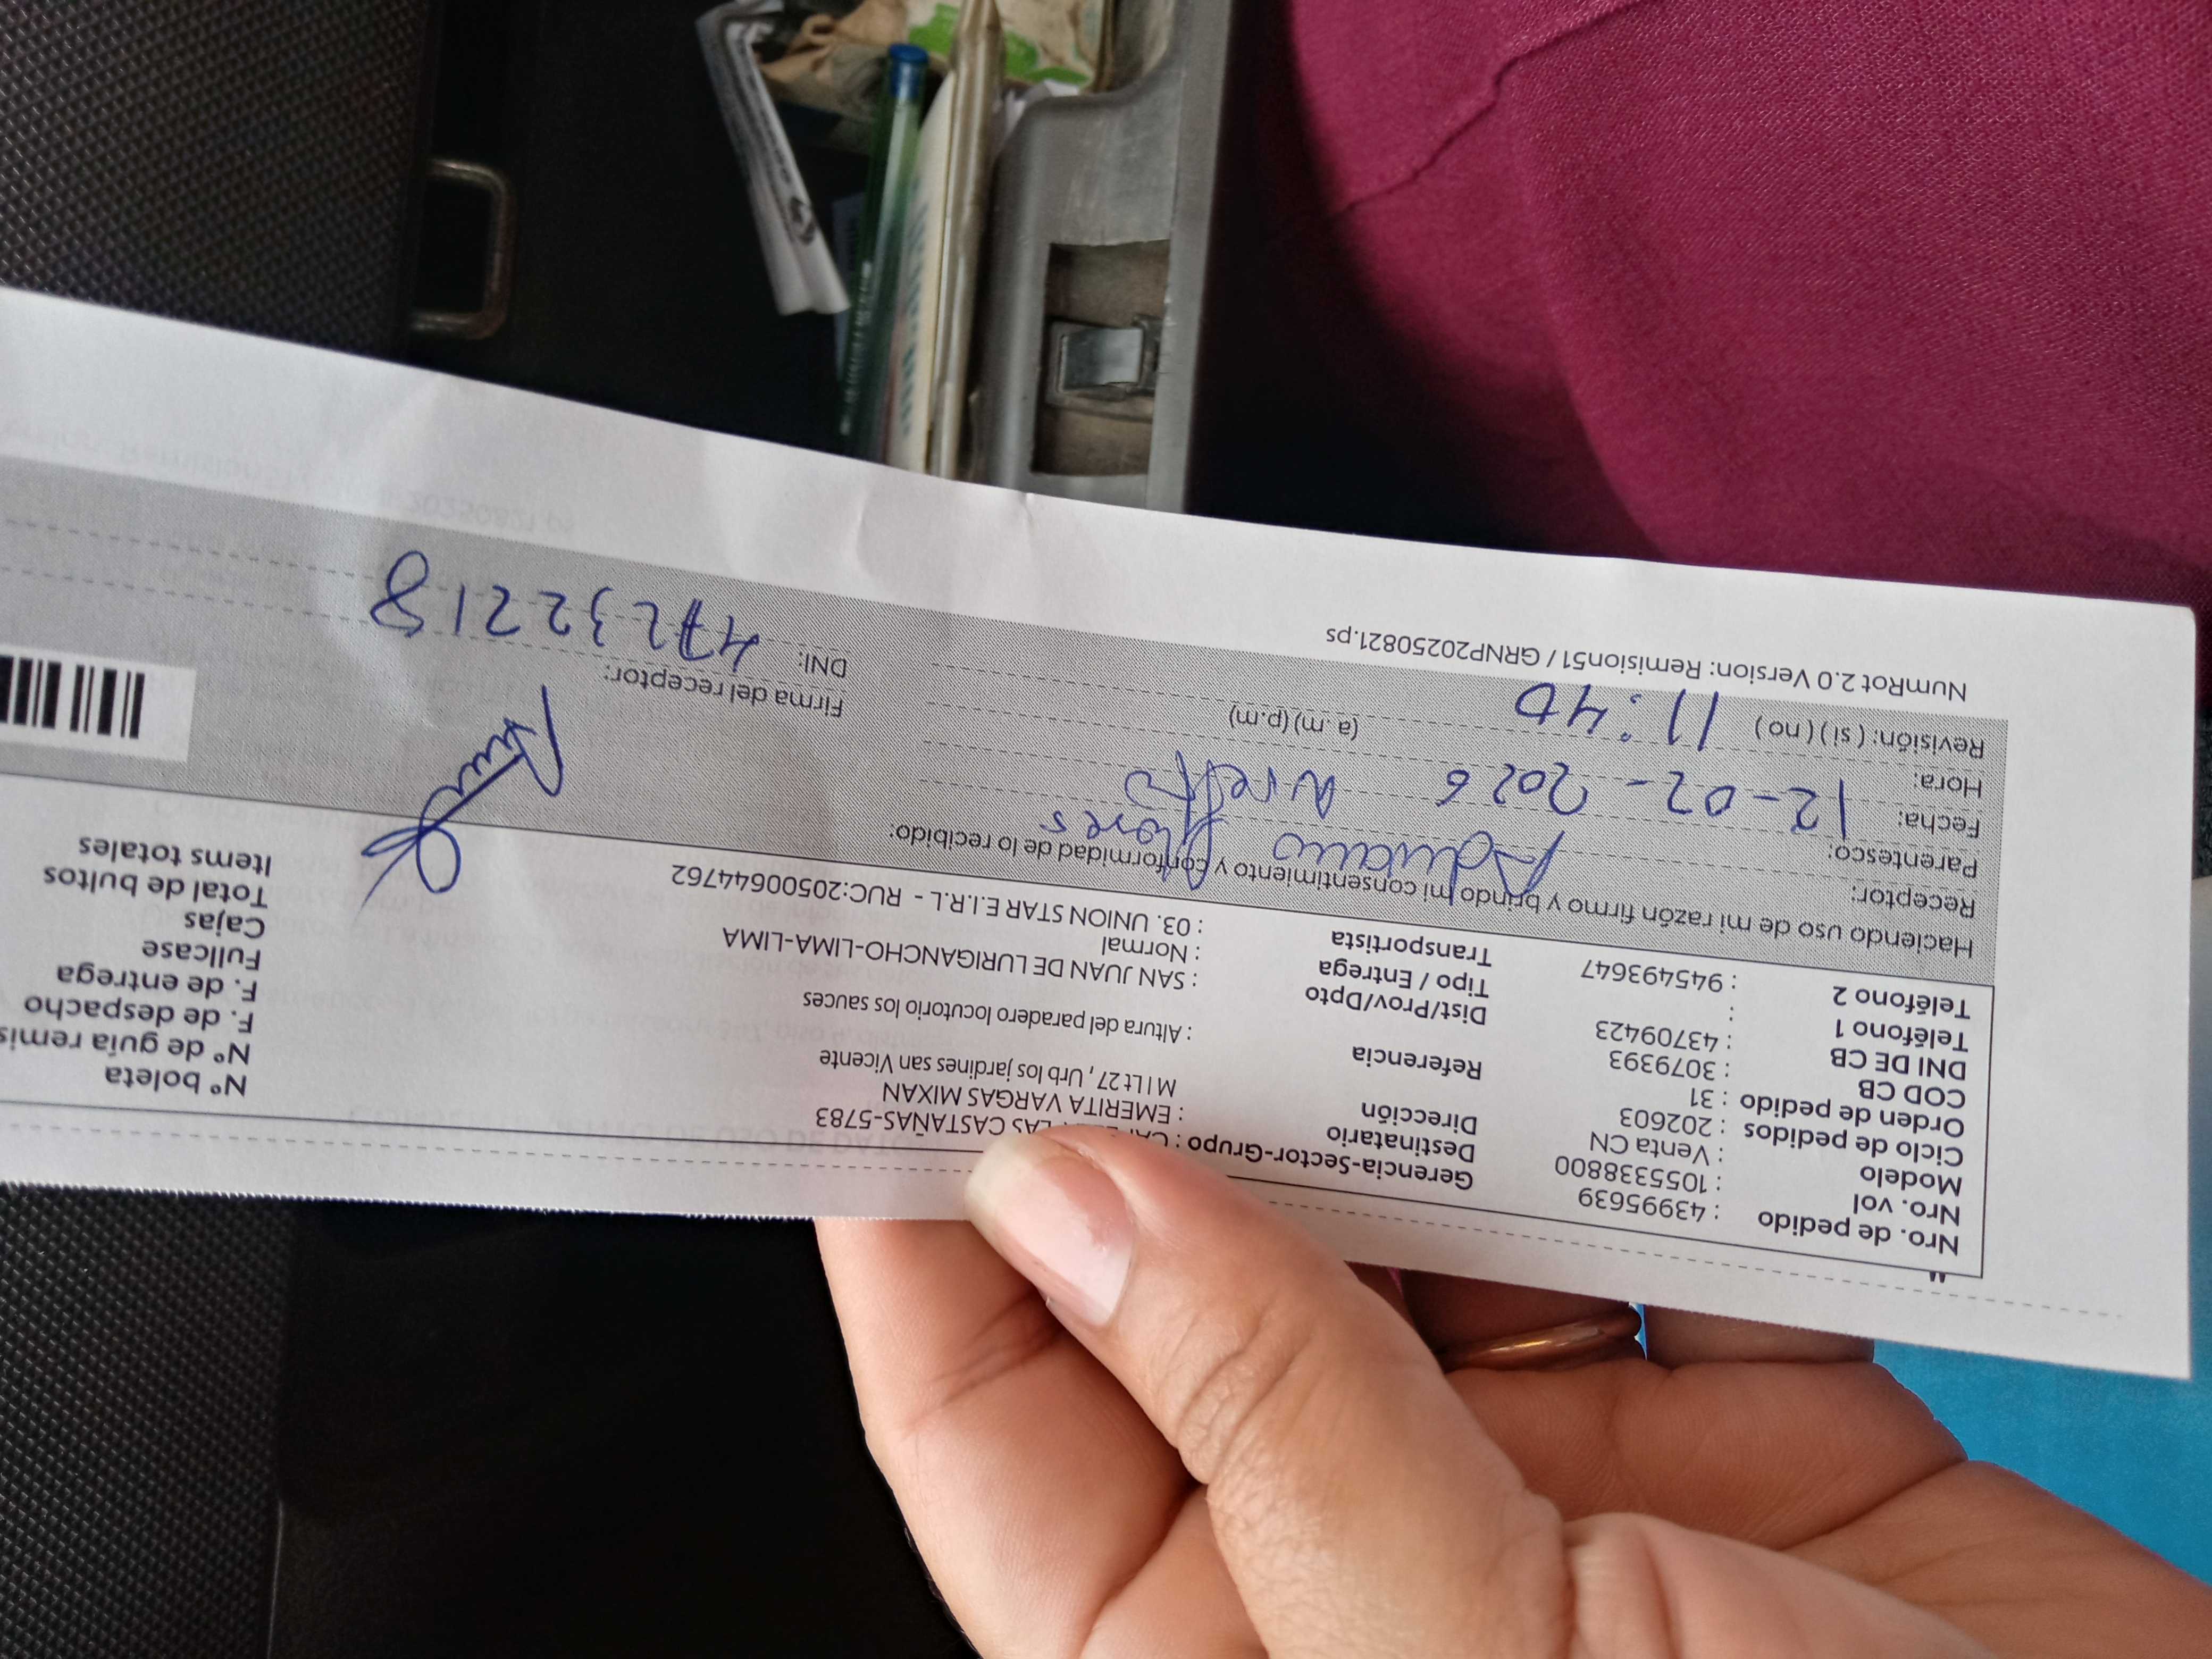 Nro. de pedido : 43995639
Nro. vol : 1055338800
Modelo : Venta CN
Ciclo de pedidos : 202603
Orden de pedido : 31
COD CB : 3079393
DNI DE CB : 43709423
Teléfono 1 :
Teléfono 2 : 945493647
Gerencia-Sector-Grupo : LAS CASTAÑAS-5783
Destinatario : EMERITA VARGAS MIXAN
Dirección M I Lt 27 , Urb los jardines san Vicente
Referencia : Altura del paradero locutorio los sauces
Dist/Prov/Dpto : SAN JUAN DE LURIGANCHO-LIMA-LIMA
Tipo / Entrega : Normal
Transportista : 03. UNION STAR E.I.R.L - RUC:20500644762
Nº boleta
Nº de guía remis
F. de despacho
F. de entrega
Fullcase
Cajas
Total de bultos
Items totales
Haciendo uso de mi razón firmo y brindo mi consentimiento y conformidad de lo recibido:
Receptor: Flores
Parentesco:
Fecha: 12-02-2026
Hora: 11:40 (a. m) (p.m)
Revisión: ( si ) ( no )
Firma del receptor:
DNI: 47232218
NumRot 2.0 Version: Remision51 / GRNP20250821.ps